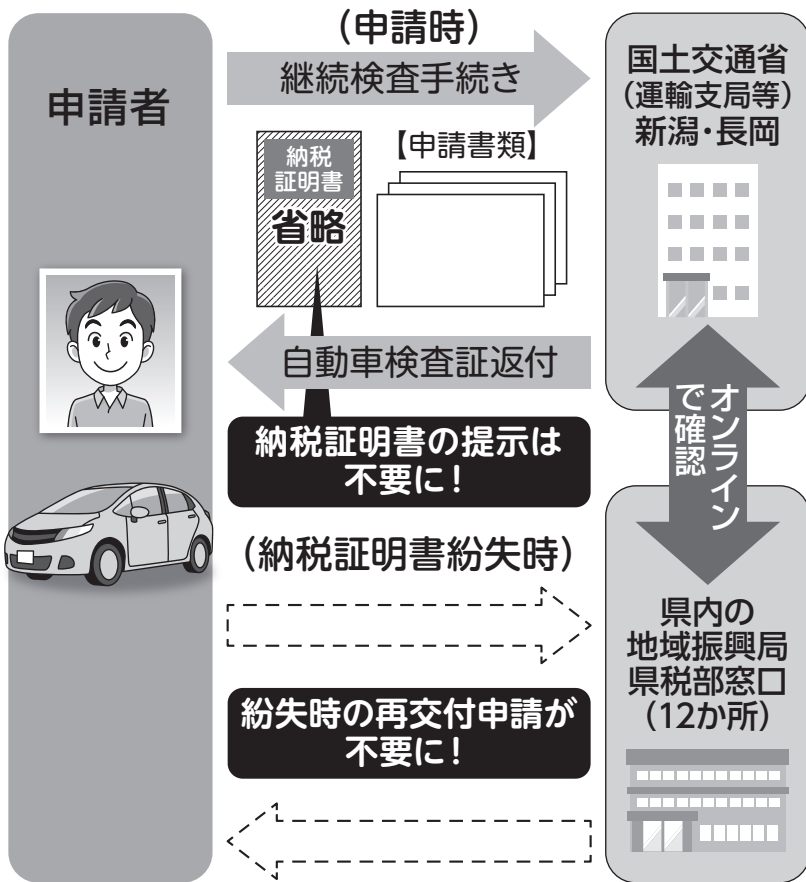 申請者
(申請時)
継続検査手続き
国土交通省
(運輸支局等)
新潟・長岡
納税
証明書
省略
【申請書類】
自動車検査証返付
納税証明書の提示は
不要に!
オンライン
で確認
(納税証明書紛失時)
紛失時の再交付申請が
不要に!
県内の
地域振興局
県税部窓口
(12か所)